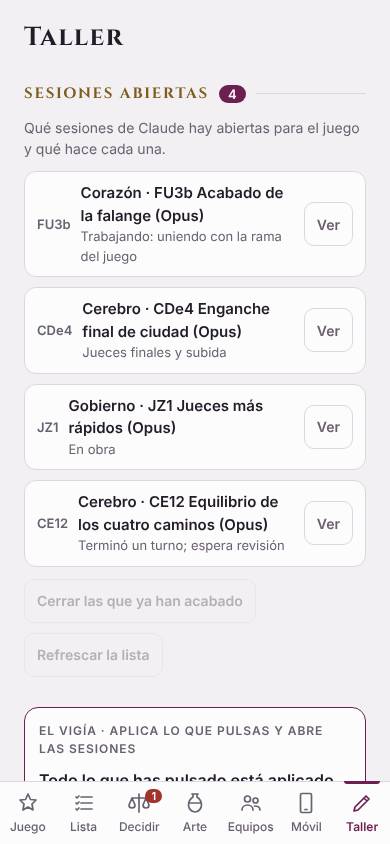 Taller
SESIONES ABIERTAS 4
Qué sesiones de Claude hay abiertas para el juego
y qué hace cada una.
Corazón · FU3b Acabado de
FU3b
la falange (Opus)
Ver
Trabajando: uniendo con la rama
del juego
Cerebro · CDe4 Enganche
CDe4
final de ciudad (Opus)
Ver
Jueces finales y subida
Gobierno · JZ1 Jueces más
JZ1
rápidos (Opus)
Ver
En obra
Cerebro · CE12 Equilibrio de
CE12
los cuatro caminos (Opus)
Ver
Terminó un turno; espera revisión
Cerrar las que ya han acabado
Refrescar la lista
EL VIGÍA · APLICA LO QUE PULSAS Y ABRE
LAS SESIONES
Todo lo que has pulsado está aplicado
1
Juego Lista Decidir Arte Equipos Móvil Taller